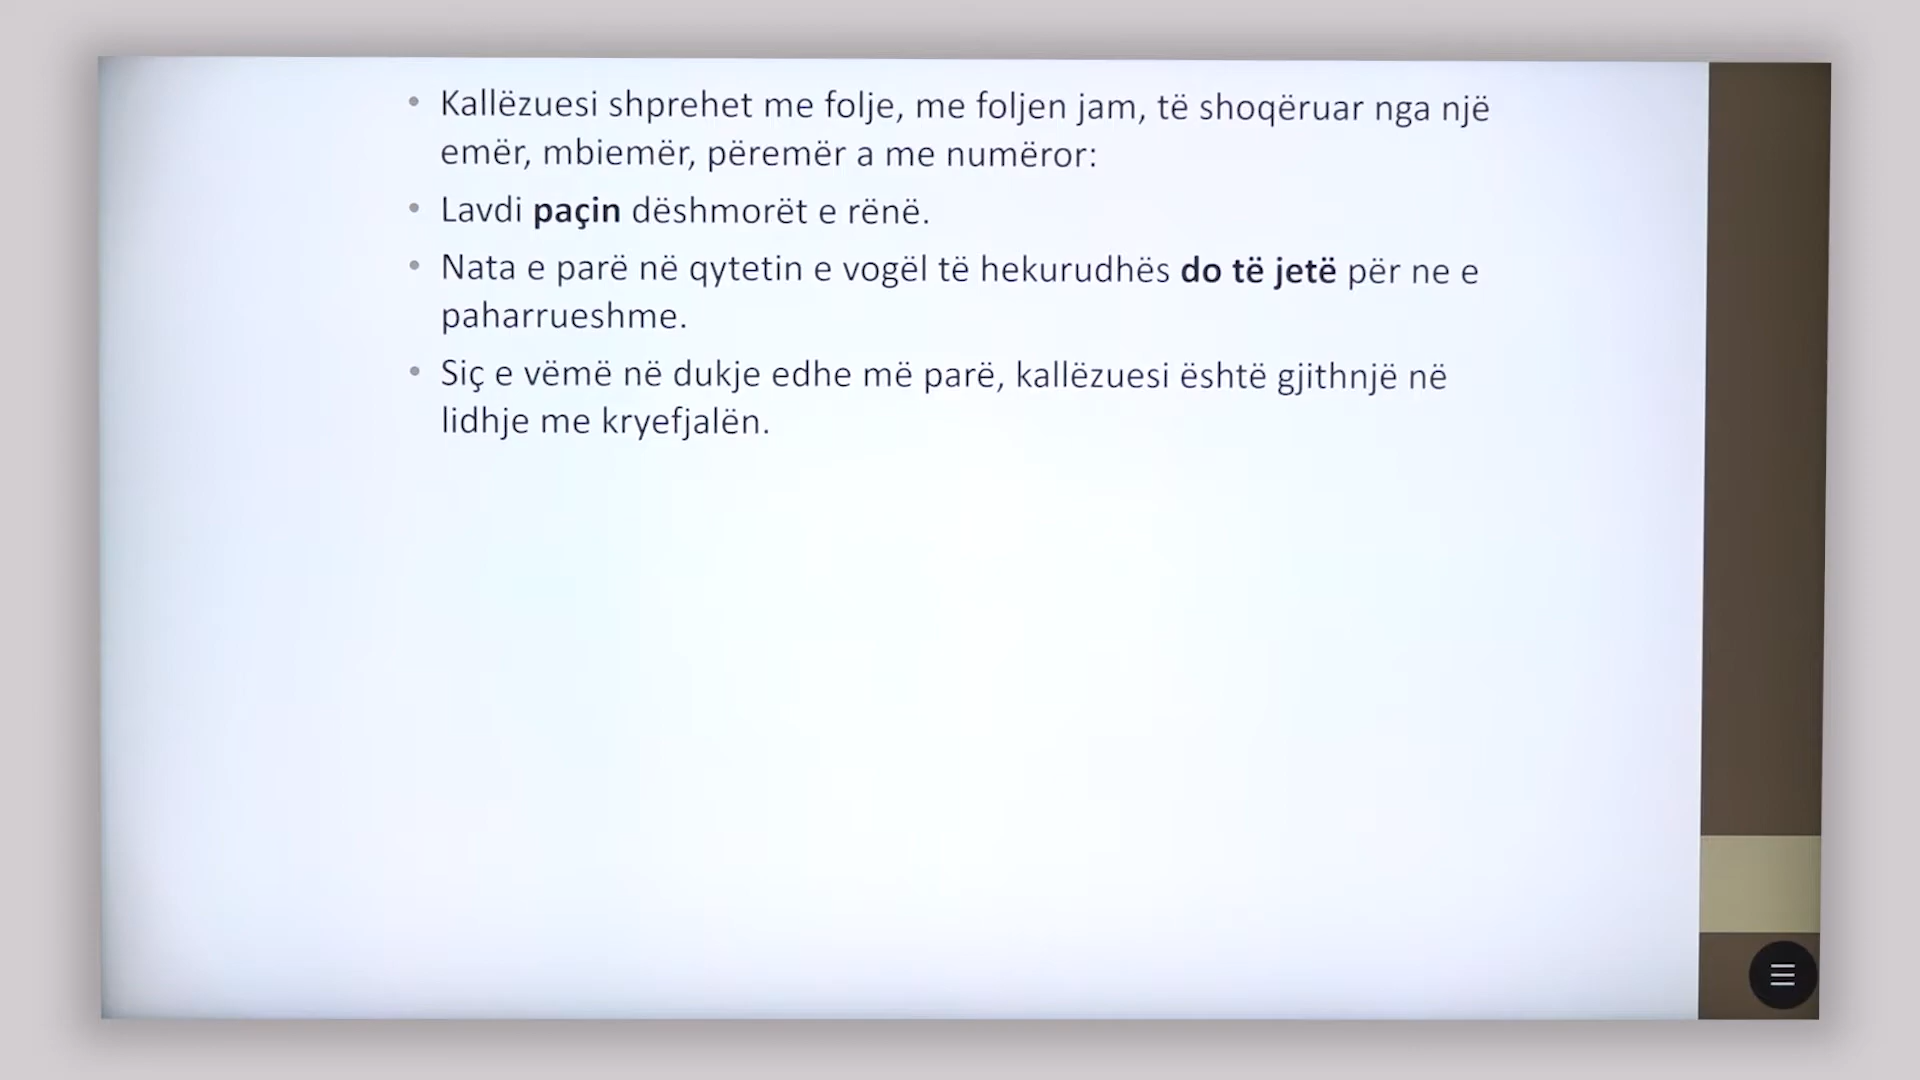 • Kallëzuesi shprehet me folje, me foljen jam, të shoqëruar nga një
emër, mbiemër, përemër a me numëror:
• Lavdi paçin dëshmorët e rënë.
• Nata e parë në qytetin e vogël të hekurudhës do të jetë për ne e
paharrueshme.
• Siç e vëmë në dukje edhe më parë, kallëzuesi është gjithnjë në
lidhje me kryefjalën.